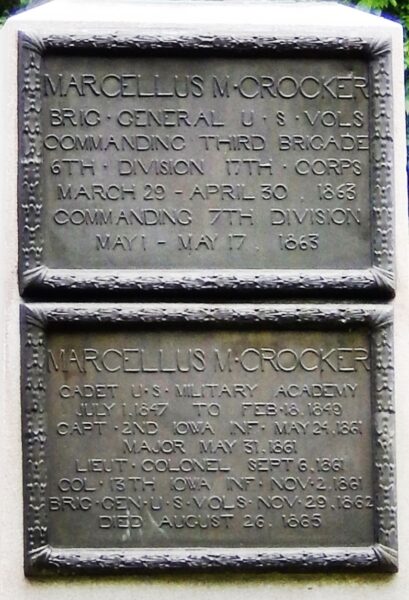 MARCELLUS M·CROCKER
BRIG·GENERAL U·S·VOLS
COMMANDING THIRD BRIGADE
6TH·DIVISION 17TH·CORPS
MARCH 29-APRIL 30, 1863
COMMANDING 7TH DIVISION
MAY 1-MAY 17, 1863
MARCELLUS M·CROCKER
CADET U·S·MILITARY ACADEMY
JULY 1, 1847 TO FEB·18, 1849
CAPT·2ND IOWA INF·MAY 24, 1861
MAJOR MAY 31, 1861
LIEUT·COLONEL SEPT 6, 1861
COL·13TH IOWA INF·NOV·2, 1861
BRIG·GEN·U·S·VOLS·NOV·29, 1862
DIED AUGUST 26, 1865